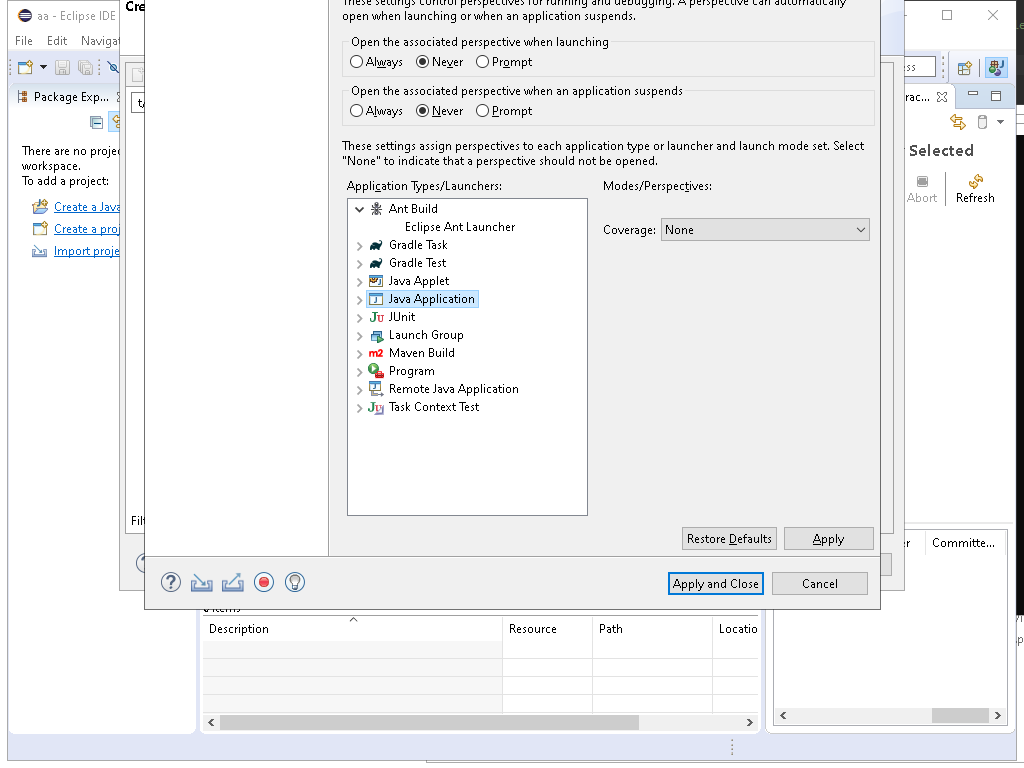 aa - Eclipse IDE
Cre
File Edit Navigat
Package Exp...
There are no proje
workspace.
To add a project:
Create a Java
Create a proj
Import proje
These settings control perspectives for running and debugging. A perspective can automatically
open when launching or when an application suspends.
Open the associated perspective when launching
Always Never Prompt
Open the associated perspective when an application suspends
Always Never Prompt
These settings assign perspectives to each application type or launcher and launch mode set. Select
"None" to indicate that a perspective should not be opened.
Application Types/Launchers:
Modes/Perspectives:
Ant Build
Eclipse Ant Launcher
Gradle Task
Gradle Test
Java Applet
Java Application
JUnit
Launch Group
Maven Build
Program
Remote Java Application
Task Context Test
Coverage: None
Restore Defaults Apply
Apply and Close Cancel
ss
rac...
Selected
Abort Refresh
er Committe...
Filt
items
Description Resource Path Locatio